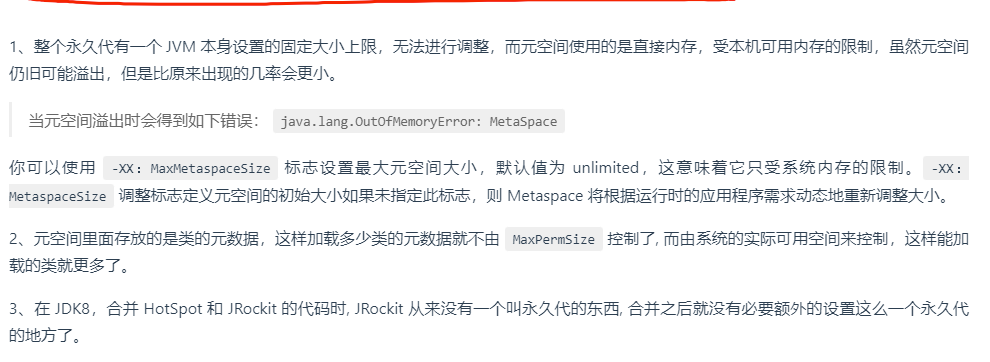 1、整个永久代有一个 JVM 本身设置的固定大小上限，无法进行调整，而元空间使用的是直接内存，受本机可用内存的限制，虽然元空间
仍旧可能溢出，但是比原来出现的几率会更小。
当元空间溢出时会得到如下错误： java.lang.OutOfMemoryError: MetaSpace
你可以使用 -XX：MaxMetaspaceSize 标志设置最大元空间大小，默认值为 unlimited，这意味着它只受系统内存的限制。 -XX：
MetaspaceSize 调整标志定义元空间的初始大小如果未指定此标志，则 Metaspace 将根据运行时的应用程序需求动态地重新调整大小。
2、元空间里面存放的是类的元数据，这样加载多少类的元数据就不由 MaxPermSize 控制了, 而由系统的实际可用空间来控制，这样能加
载的类就更多了。
3、在 JDK8，合并 HotSpot 和 JRockit 的代码时, JRockit 从来没有一个叫永久代的东西, 合并之后就没有必要额外的设置这么一个永久代
的地方了。